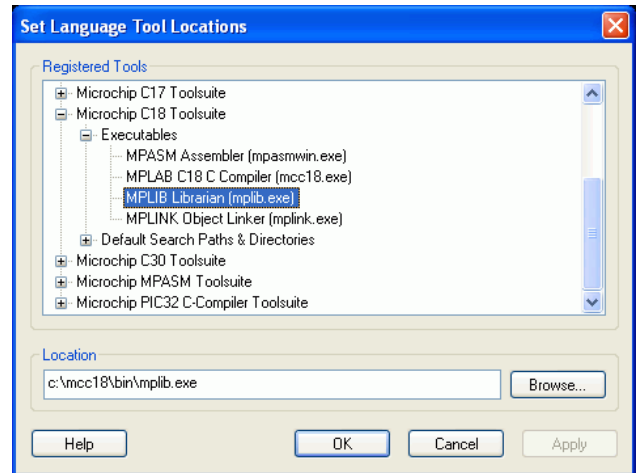 Set Language Tool Locations
Registered Tools
Microchip C17 Toolsuite
Microchip C18 Toolsuite
Executables
MPASM Assembler (mpasmwin.exe)
MPLAB C18 C Compiler (mcc18.exe)
MPLIB Librarian (mplib.exe)
MPLINK Object Linker (mplink.exe)
Default Search Paths & Directories
Microchip C30 Toolsuite
Microchip MPASM Toolsuite
Microchip PIC32 C-Compiler Toolsuite
Location
c:\mcc18\bin\mplib.exe
Browse...
Help OK Cancel Apply